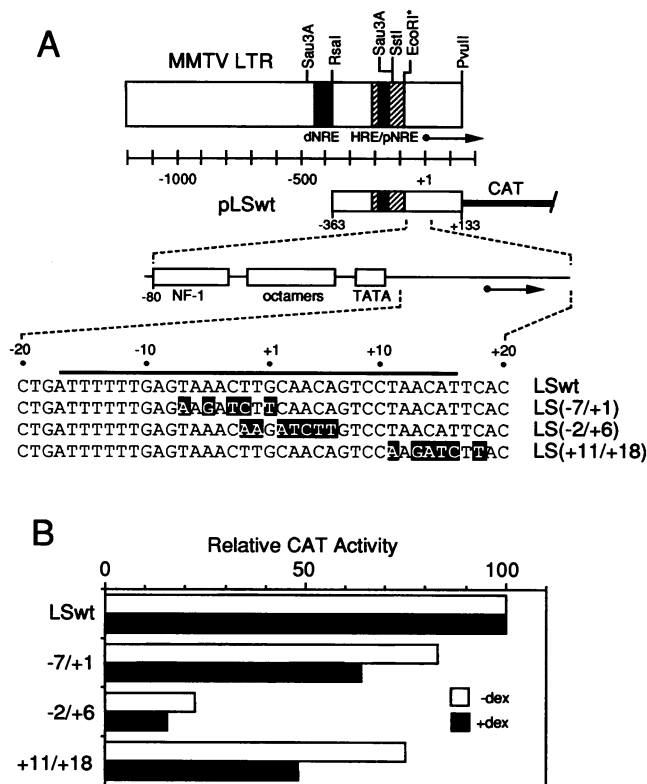 A
MMTV LTR
Sau3A
RsaI
Sau3A
SstI
EcoRI*
PvuII
dNRE HRE/pNRE
-1000 -500 +1
pLSwt
CAT
-363 +133
-80 NF-1 octamers TATA
-20 -10 +1 +10 +20
CTGATTTTTTGAGTAAACTTGCAACAGTCCTAACATTCAC LSwt
CTGATTTTTTGAGAAGATCTTCAACAGTCCTAACATTCAC LS(-7/+1)
CTGATTTTTTGAGTAAACAAGATCTTGTCCTAACATTCAC LS(-2/+6)
CTGATTTTTTGAGTAAACTTGCAACAGTCCAAGATCTTAC LS(+11/+18)
B
Relative CAT Activity
0 50 100
LSwt
-7/+1
-2/+6
+11/+18
-dex
+dex